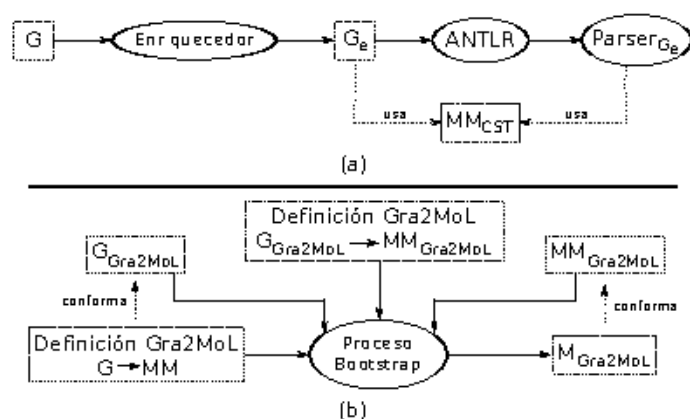 G
Enriquecedor
Ge
ANTLR
ParserGe
usa
usa
MMCST
(a)
Definición Gra2MoL
GGra2MoL → MMGra2MoL
GGra2MoL
MMGra2MoL
conforma
conforma
Definición Gra2MoL
G → MM
Proceso
Bootstrap
MGra2MoL
(b)